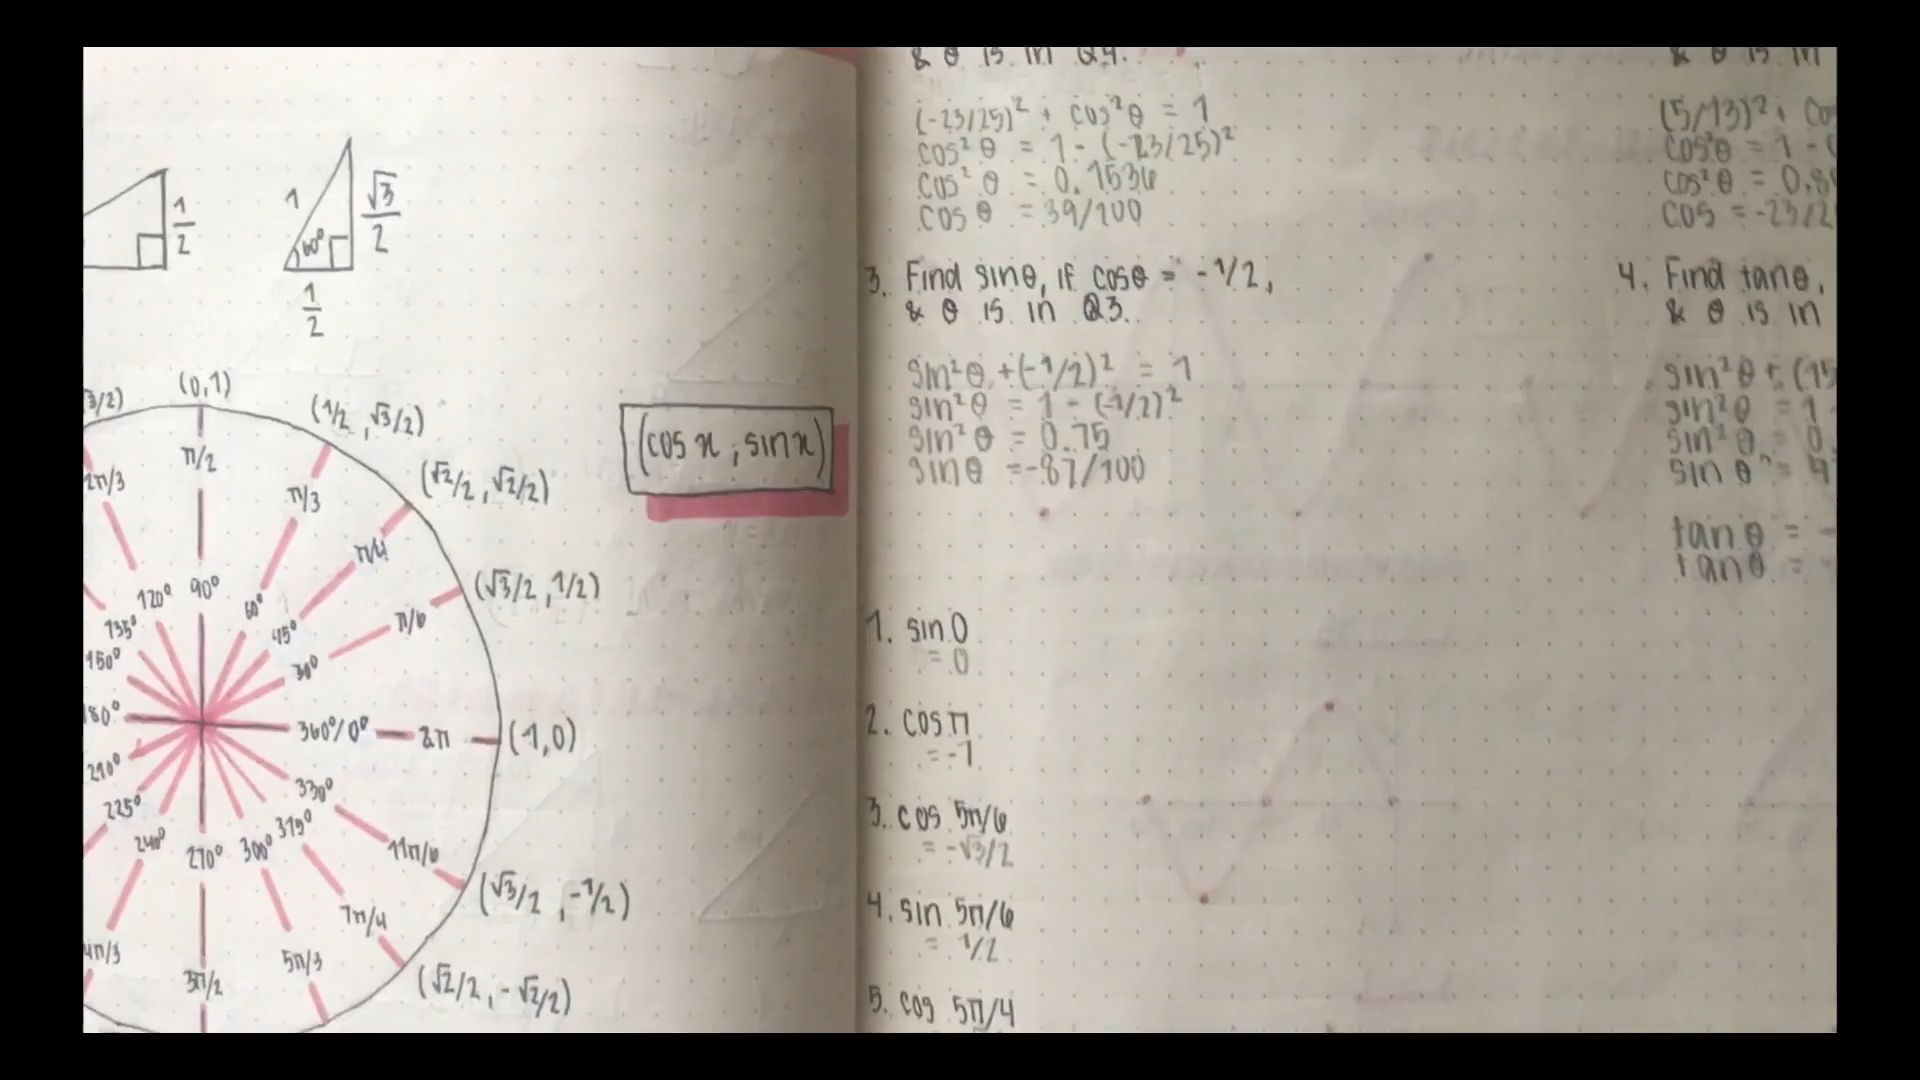 1/2
1
√3/2
60°
1/2
√3/2)
(0,1)
(1/2, √3/2)
(√2/2, √2/2)
(√3/2, 1/2)
(1,0)
(√3/2, -1/2)
(√2/2, -√2/2)
π/2
2π/3
π/3
π/4
π/6
2π
11π/6
7π/4
5π/3
3π/2
4π/3
120°
90°
60°
135°
45°
150°
30°
180°
360°/0°
210°
330°
225°
315°
240°
270°
300°
(cos x, sin x)
& θ is in Q4.
(-23/25)² + cos²θ = 1
cos²θ = 1 - (-23/25)²
cos²θ = 0.1536
cos θ = 39/100
3. Find sinθ, if cosθ = -1/2,
& θ is in Q3.
sin²θ + (-1/2)² = 1
sin²θ = 1 - (-1/2)²
sin²θ = 0.75
sinθ = -87/100
1. sin 0
= 0
2. cos π
= -1
3. cos 5π/6
= -√3/2
4. sin 5π/6
= 1/2
5. cos 5π/4
& θ is in
(5/13)² +
cos²θ = 1 -
cos²θ =
cos = -23/2
4. Find tanθ,
& θ is in
sin²θ + (15
sin²θ = 1
sin²θ = 0
sin θ =
tan θ = -
tan θ =